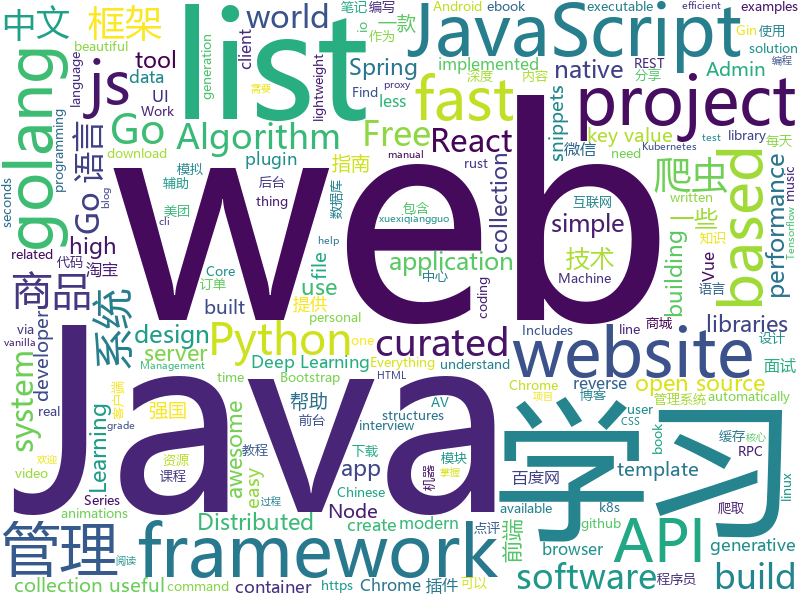 中文
框架
list
world
JavaScript
Android
ebook
executable
efficient
examples
笔记
编写
io
一款
Gin
使用
作为
language
beautiful
generation
需要
client
tool
data
UI
Work
js
golang
Spring
implemented
深度
内容
REST
分享
solution
编程
Admin
native
lightweight
Find
proxy
less
fast
project
Go
Go 语言
Algorithm
Free
React
key value
library
snippets
test
Kubernetes
need
微信
每天
programming
download
seconds
blog
plugin
指南
manual
rust
written
模拟
辅助
后台
数据库
爬虫
一些
based
performance
music
Tensorflow
thing
美团
包含
互联网
知识
cli
xuexiqiangguo
help
collection
simple
技术
building
Vue
语言
related
代码
high
淘宝
file
use
application
Core
订单
中心
Machine
coding
商品
built
提供
personal
one
via
vanilla
developer
系统
design
server
Python
curated
website
Includes
line
商城
libraries
设计
web
Java
学习
Management
Everything
understand
Deep Learning
time
Bootstrap
HTML
Chrome
reverse
open source
面试
system
real
Learning
强国
帮助
structures
AV
interview
博客
user
css
管理系统
项目
automatically
grade
欢迎
awesome
前台
教程
下载
模块
机器
掌握
book
缓存
核心
RPC
video
Series
资源
课程
easy
app
Chinese
Node
百度网
template
animations
阅读
Distributed
create
modern
available
k8s
爬取
linux
github
点评
前端
browser
generative
管理
framework
API
software
程序员
build
collection useful
command
过程
container
https
Chrome 插件
可以